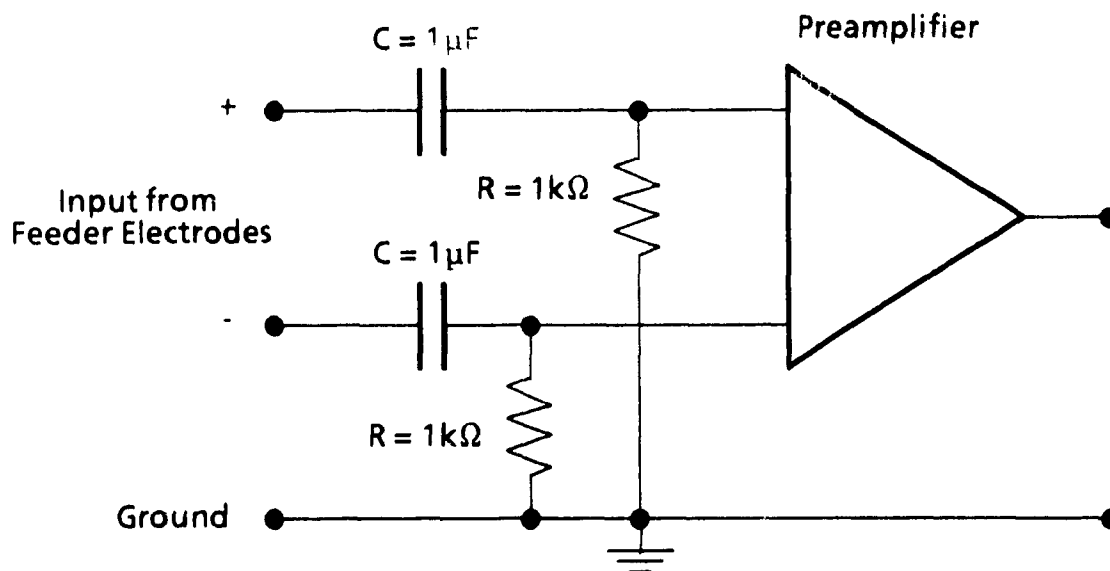 Preamplifier
C = 1μF
+
R = 1kΩ
Input from
Feeder Electrodes
C = 1μF
-
R = 1kΩ
Ground